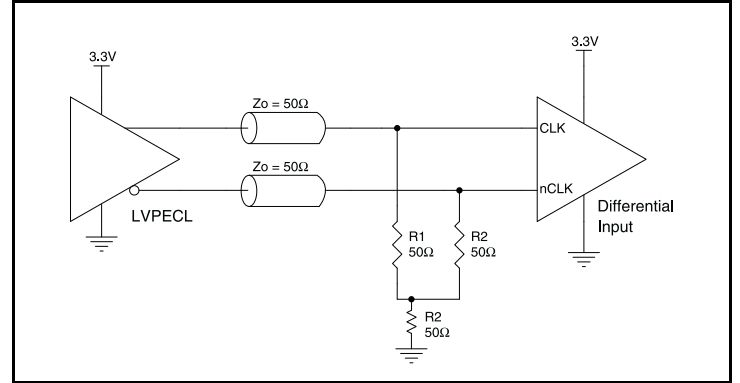 3.3V
3.3V
Zo = 50Ω
CLK
Zo = 50Ω
nCLK
LVPECL
Differential
Input
R1
50Ω
R2
50Ω
R2
50Ω